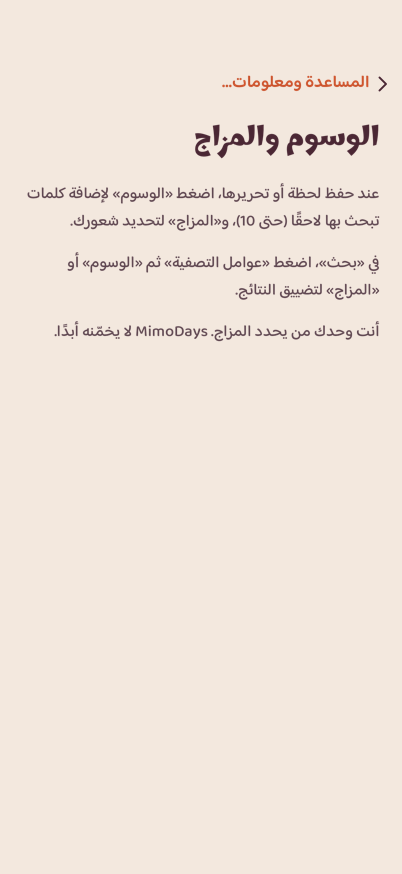 المساعدة ومعلومات...
الوسوم والمزاج
عند حفظ لحظة أو تحريرها، اضغط «الوسوم» لإضافة كلمات
تبحث بها لاحقًا (حتى 10)، و«المزاج» لتحديد شعورك.
في «بحث»، اضغط «عوامل التصفية» ثم «الوسوم» أو
«المزاج» لتضييق النتائج.
أنت وحدك من يحدد المزاج. MimoDays لا يخمّنه أبدًا.